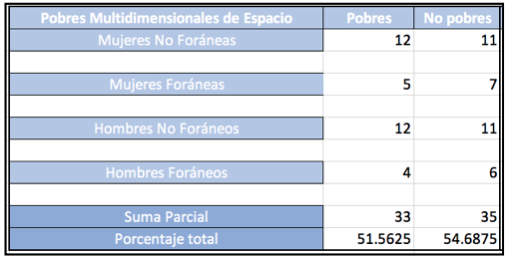 Pobres Multidimensionales de Espacio Pobres No pobres
Mujeres No Foráneas 12 11
Mujeres Foráneas 5 7
Hombres No Foráneos 12 11
Hombres Foráneos 4 6
Suma Parcial 33 35
Porcentaje total 51.5625 54.6875